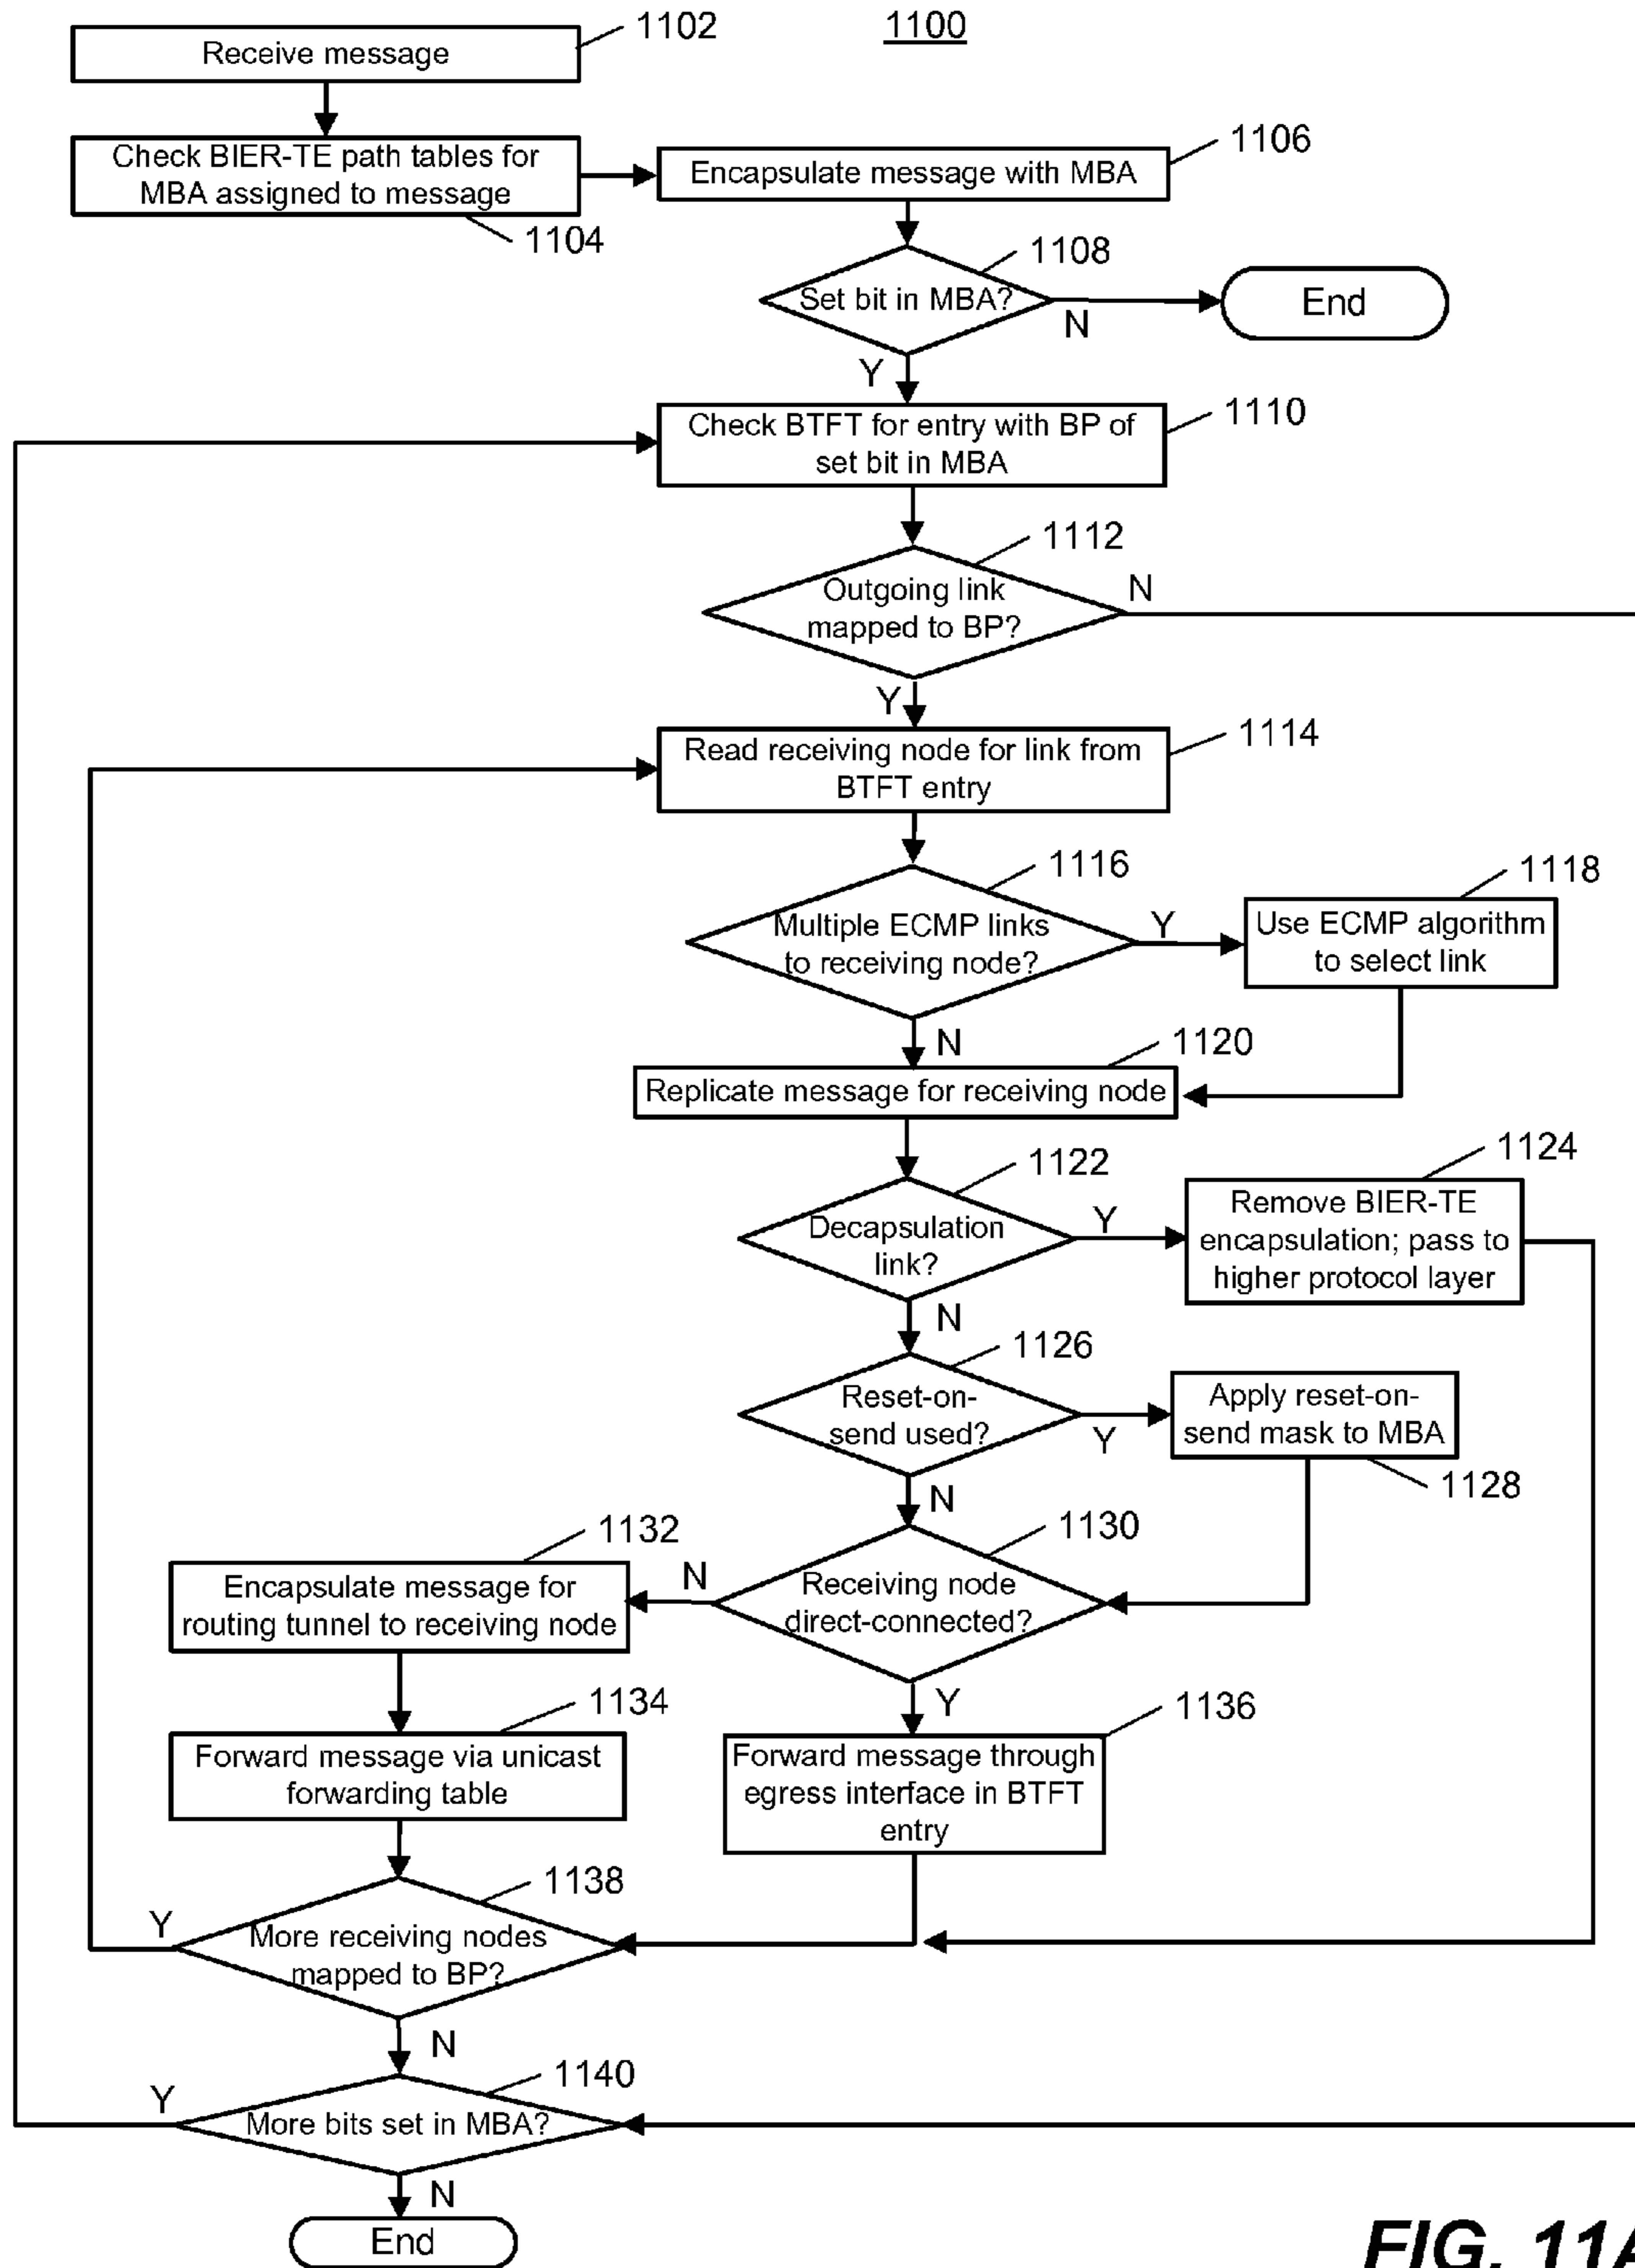 1102
1100
Receive message
Check BIER-TE path tables for
MBA assigned to message
1104
1106
Encapsulate message with MBA
1108
Set bit in MBA?
N
End
Y
1110
Check BTFT for entry with BP of
set bit in MBA
1112
Outgoing link
mapped to BP?
N
Y
1114
Read receiving node for link from
BTFT entry
1116
Multiple ECMP links
to receiving node?
Y
1118
Use ECMP algorithm
to select link
N
1120
Replicate message for receiving node
1122
Decapsulation
link?
Y
1124
Remove BIER-TE
encapsulation; pass to
higher protocol layer
N
1126
Reset-on-
send used?
Y
Apply reset-on-
send mask to MBA
1128
N
1130
Receiving node
direct-connected?
N
1132
Encapsulate message for
routing tunnel to receiving node
1134
Forward message via unicast
forwarding table
Y
1136
Forward message through
egress interface in BTFT
entry
1138
More receiving nodes
mapped to BP?
Y
N
1140
More bits set in MBA?
Y
N
End
FIG. 11A